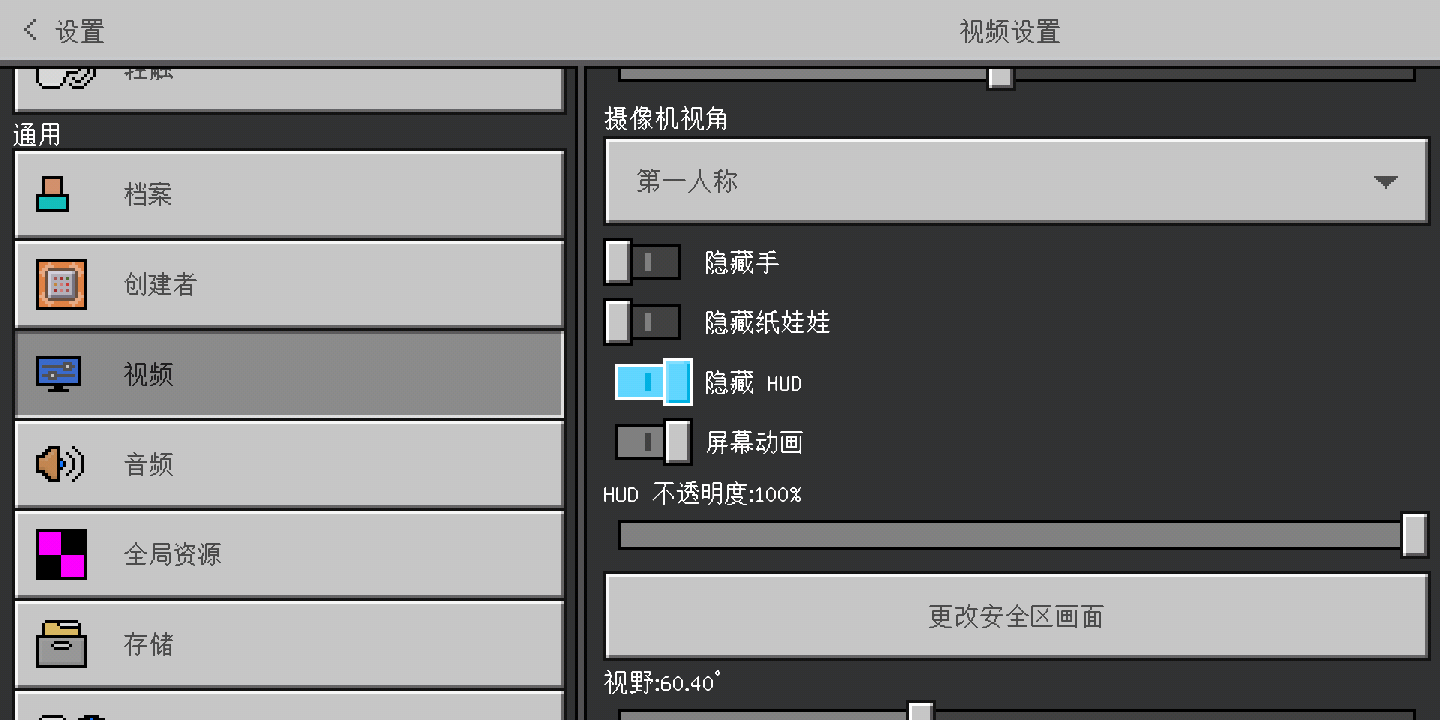 设置
视频设置
轻触
通用
档案
创建者
视频
音频
全局资源
存储
摄像机视角
第一人称
隐藏手
隐藏纸娃娃
隐藏 HUD
屏幕动画
HUD 不透明度:100%
更改安全区画面
视野:60.40°